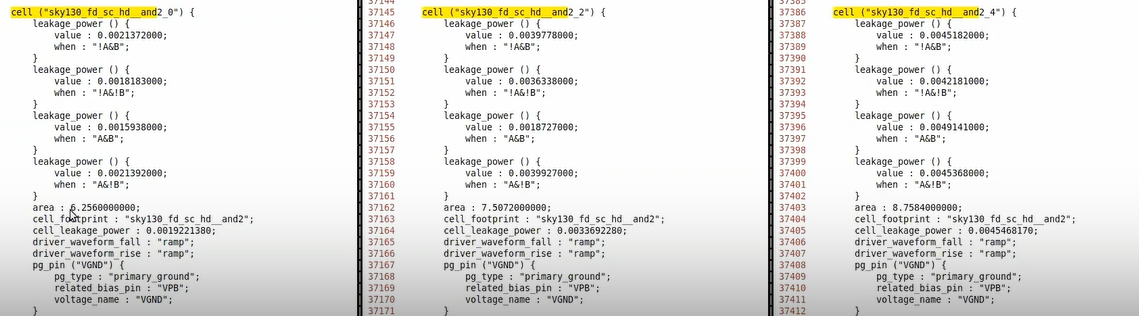 cell ("sky130_fd_sc_hd__and2_0") {
leakage_power () {
value : 0.0021372000;
when : "!A&B";
}
leakage_power () {
value : 0.0018183000;
when : "!A&!B";
}
leakage_power () {
value : 0.0015938000;
when : "A&B";
}
leakage_power () {
value : 0.0021392000;
when : "A&!B";
}
area : 6.2560000000;
cell_footprint : "sky130_fd_sc_hd__and2";
cell_leakage_power : 0.0019221380;
driver_waveform_fall : "ramp";
driver_waveform_rise : "ramp";
pg_pin ("VGND") {
pg_type : "primary_ground";
related_bias_pin : "VPB";
voltage_name : "VGND";
}
37144
37145 cell ("sky130_fd_sc_hd__and2_2") {
37146 leakage_power () {
37147 value : 0.0039778000;
37148 when : "!A&B";
37149 }
37150 leakage_power () {
37151 value : 0.0036338000;
37152 when : "!A&!B";
37153 }
37154 leakage_power () {
37155 value : 0.0018727000;
37156 when : "A&B";
37157 }
37158 leakage_power () {
37159 value : 0.0039927000;
37160 when : "A&!B";
37161 }
37162 area : 7.5072000000;
37163 cell_footprint : "sky130_fd_sc_hd__and2";
37164 cell_leakage_power : 0.0033692280;
37165 driver_waveform_fall : "ramp";
37166 driver_waveform_rise : "ramp";
37167 pg_pin ("VGND") {
37168 pg_type : "primary_ground";
37169 related_bias_pin : "VPB";
37170 voltage_name : "VGND";
37171 }
37385
37386 cell ("sky130_fd_sc_hd__and2_4") {
37387 leakage_power () {
37388 value : 0.0045182000;
37389 when : "!A&B";
37390 }
37391 leakage_power () {
37392 value : 0.0042181000;
37393 when : "!A&!B";
37394 }
37395 leakage_power () {
37396 value : 0.0049141000;
37397 when : "A&B";
37398 }
37399 leakage_power () {
37400 value : 0.0045368000;
37401 when : "A&!B";
37402 }
37403 area : 8.7584000000;
37404 cell_footprint : "sky130_fd_sc_hd__and2";
37405 cell_leakage_power : 0.0045468170;
37406 driver_waveform_fall : "ramp";
37407 driver_waveform_rise : "ramp";
37408 pg_pin ("VGND") {
37409 pg_type : "primary_ground";
37410 related_bias_pin : "VPB";
37411 voltage_name : "VGND";
37412 }